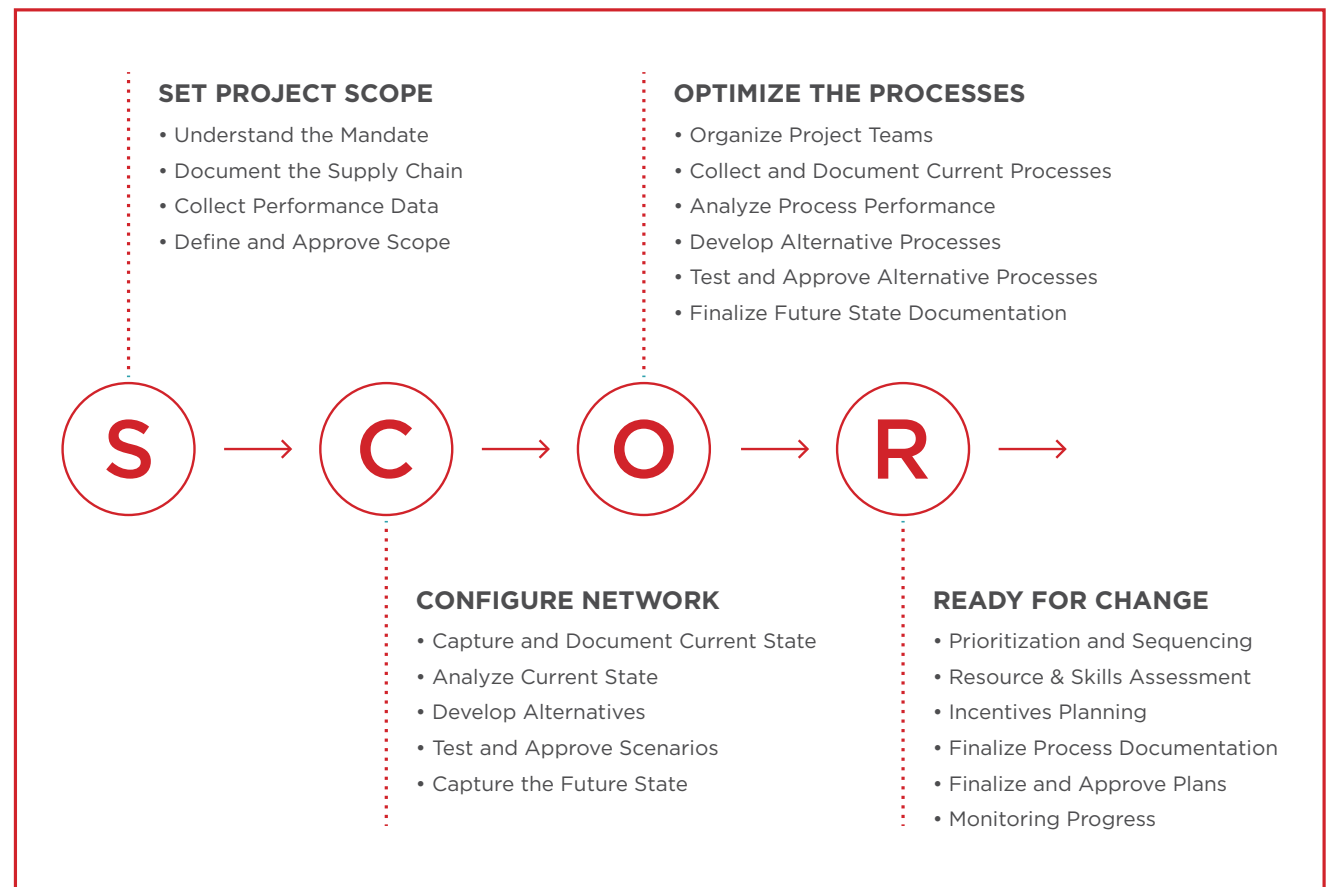 SET PROJECT SCOPE
• Understand the Mandate
• Document the Supply Chain
• Collect Performance Data
• Define and Approve Scope
OPTIMIZE THE PROCESSES
• Organize Project Teams
• Collect and Document Current Processes
• Analyze Process Performance
• Develop Alternative Processes
• Test and Approve Alternative Processes
• Finalize Future State Documentation
S
C
O
R
CONFIGURE NETWORK
• Capture and Document Current State
• Analyze Current State
• Develop Alternatives
• Test and Approve Scenarios
• Capture the Future State
READY FOR CHANGE
• Prioritization and Sequencing
• Resource & Skills Assessment
• Incentives Planning
• Finalize Process Documentation
• Finalize and Approve Plans
• Monitoring Progress